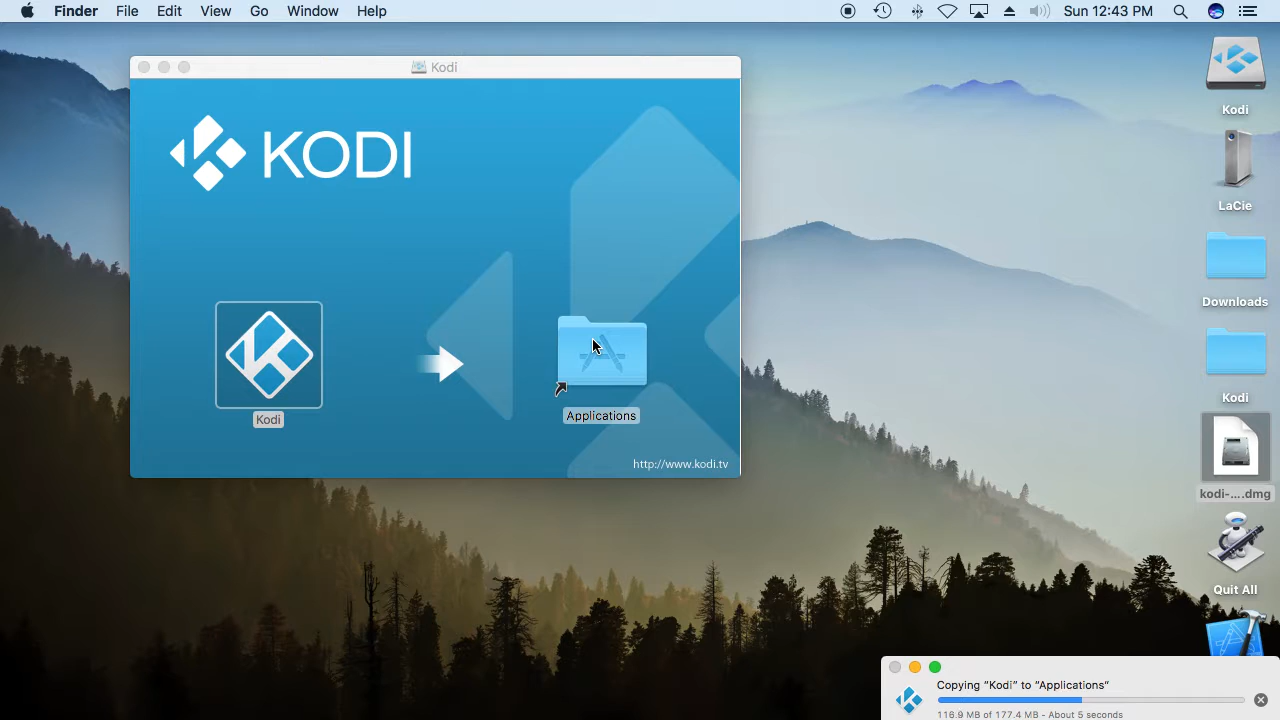 Finder File Edit View Go Window Help
Sun 12:43 PM
Kodi
KODI
Kodi
Applications
http://www.kodi.tv
Kodi
LaCie
Downloads
Kodi
kodi-....dmg
Quit All
Copying “Kodi” to “Applications”
116.9 MB of 177.4 MB - About 5 seconds